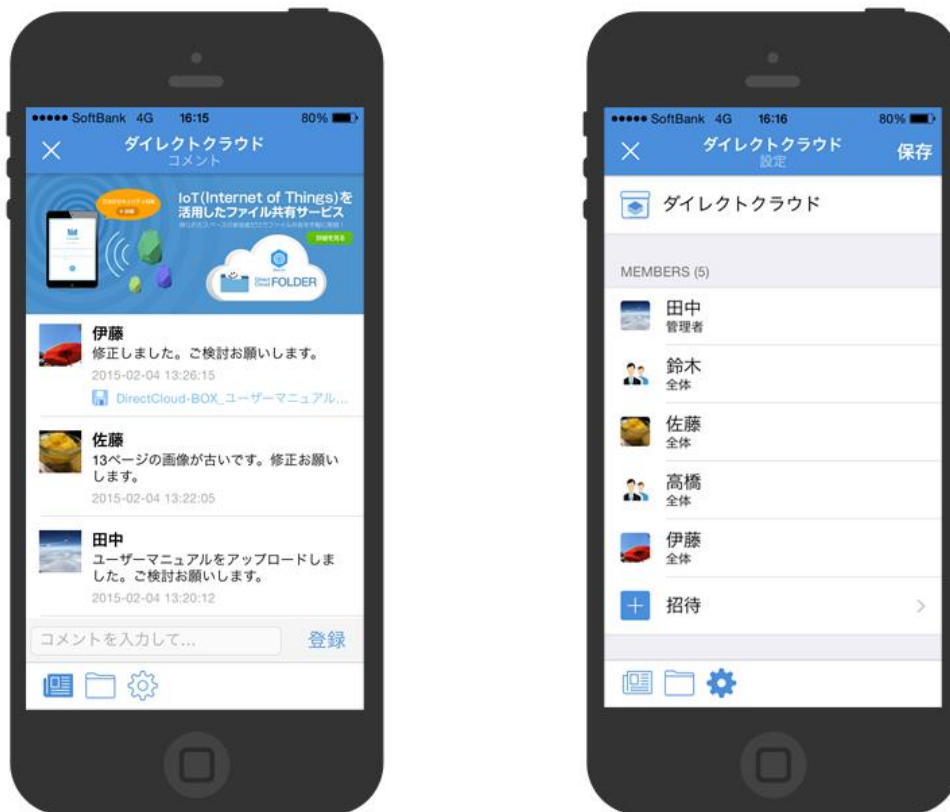 SoftBank 4G 16:15 80%
ダイレクトクラウド
コメント
IoT(Internet of Things)を
活用したファイル共有サービス
詳細を見る
Direct
Cloud FOLDER
伊藤
修正しました。ご検討お願いします。
2015-02-04 13:26:15
DirectCloud-BOX_ユーザーマニュアル...
佐藤
13ページの画像が古いです。修正お願い
します。
2015-02-04 13:22:05
田中
ユーザーマニュアルをアップロードしま
した。ご検討お願いします。
2015-02-04 13:20:12
コメントを入力して...
登録
SoftBank 4G 16:16 80%
ダイレクトクラウド
設定
保存
ダイレクトクラウド
MEMBERS (5)
田中
管理者
鈴木
全体
佐藤
全体
高橋
全体
伊藤
全体
招待